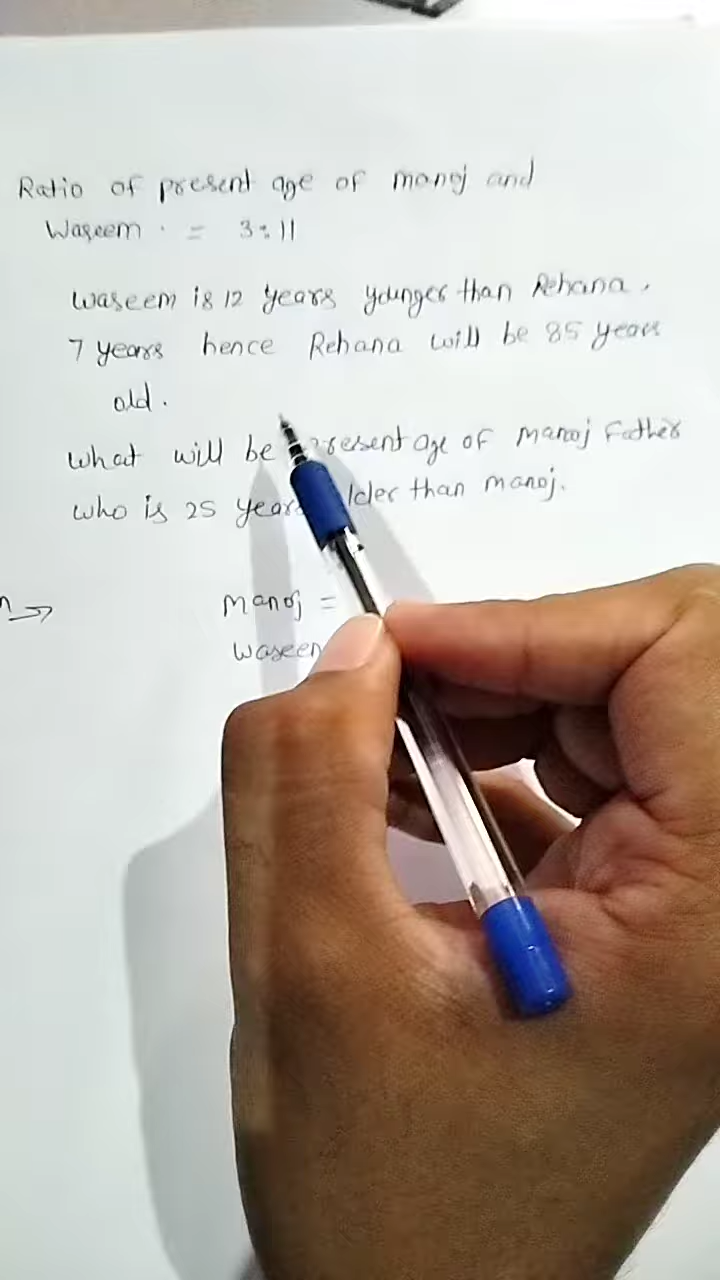 Ratio of present age of manoj and
Waseem = 3:11
waseem is 12 years younger than Rehana.
7 years hence Rehana will be 85 years
old.
What will be present age of manoj Father
who is 25 years older than manoj.
manoj =
waseem